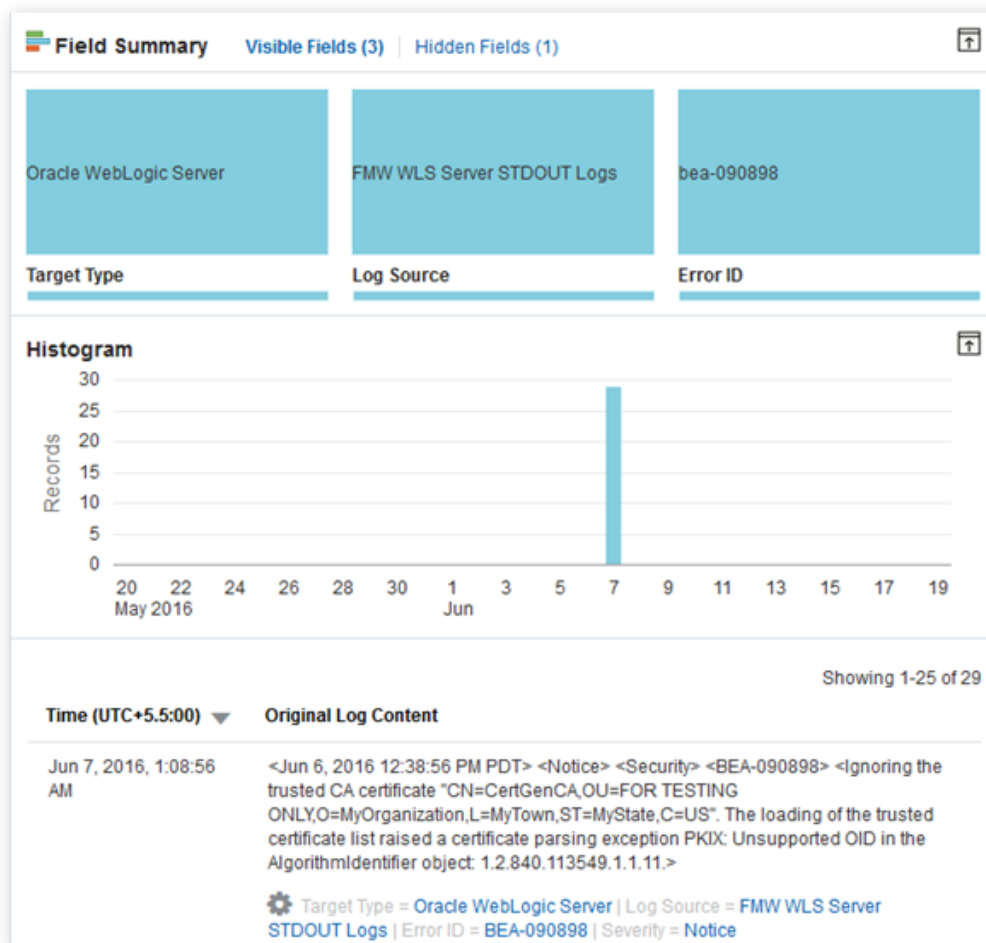 Field Summary Visible Fields (3) | Hidden Fields (1)
Oracle WebLogic Server FMW WLS Server STDOUT Logs bea-090898
Target Type Log Source Error ID
Histogram
30
25
20
15
10
5
0
Records
20 22 24 26 28 30 1 3 5 7 9 11 13 15 17 19
May 2016 Jun
Showing 1-25 of 29
Time (UTC+5.5:00) Original Log Content
Jun 7, 2016, 1:08:56
AM
<Jun 6, 2016 12:38:56 PM PDT> <Notice> <Security> <BEA-090898> <Ignoring the
trusted CA certificate "CN=CertGenCA,OU=FOR TESTING
ONLY,O=MyOrganization,L=MyTown,ST=MyState,C=US". The loading of the trusted
certificate list raised a certificate parsing exception PKIX: Unsupported OID in the
AlgorithmIdentifier object: 1.2.840.113549.1.1.11.>
Target Type = Oracle WebLogic Server | Log Source = FMW WLS Server
STDOUT Logs | Error ID = BEA-090898 | Severity = Notice